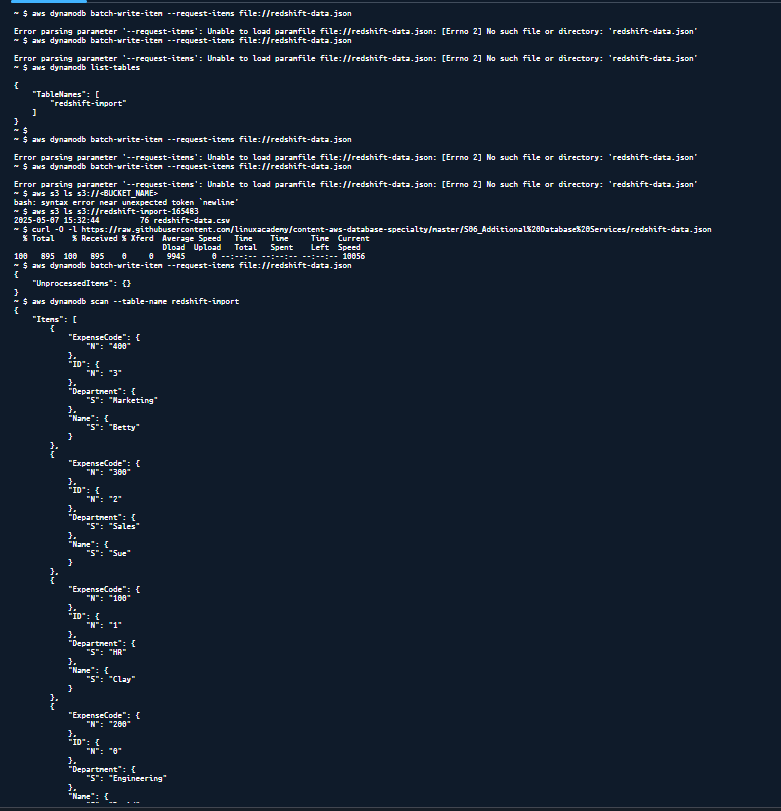 ~ $ aws dynamodb batch-write-item --request-items file://redshift-data.json
Error parsing parameter '--request-items': Unable to load paramfile file://redshift-data.json: [Errno 2] No such file or directory: 'redshift-data.json'
~ $ aws dynamodb batch-write-item --request-items file://redshift-data.json
Error parsing parameter '--request-items': Unable to load paramfile file://redshift-data.json: [Errno 2] No such file or directory: 'redshift-data.json'
~ $ aws dynamodb list-tables
{
    "TableNames": [
        "redshift-import"
    ]
}
~ $
~ $ aws dynamodb batch-write-item --request-items file://redshift-data.json
Error parsing parameter '--request-items': Unable to load paramfile file://redshift-data.json: [Errno 2] No such file or directory: 'redshift-data.json'
~ $ aws dynamodb batch-write-item --request-items file://redshift-data.json
Error parsing parameter '--request-items': Unable to load paramfile file://redshift-data.json: [Errno 2] No such file or directory: 'redshift-data.json'
~ $ aws s3 ls s3://<BUCKET_NAME>
bash: syntax error near unexpected token `newline'
~ $ aws s3 ls s3://redshift-import-165483
2025-05-07 15:32:44         76 redshift-data.csv
~ $ curl -O -l https://raw.githubusercontent.com/linuxacademy/content-aws-database-specialty/master/S06_Additional%20Database%20Services/redshift-data.json
  % Total    % Received % Xferd  Average Speed   Time    Time     Time  Current
                                 Dload  Upload   Total   Spent    Left  Speed
100   895  100   895    0     0   9945      0 --:--:-- --:--:-- --:--:-- 10056
~ $ aws dynamodb batch-write-item --request-items file://redshift-data.json
{
    "UnprocessedItems": {}
}
~ $ aws dynamodb scan --table-name redshift-import
{
    "Items": [
        {
            "ExpenseCode": {
                "N": "400"
            },
            "ID": {
                "N": "3"
            },
            "Department": {
                "S": "Marketing"
            },
            "Name": {
                "S": "Betty"
            }
        },
        {
            "ExpenseCode": {
                "N": "300"
            },
            "ID": {
                "N": "2"
            },
            "Department": {
                "S": "Sales"
            },
            "Name": {
                "S": "Sue"
            }
        },
        {
            "ExpenseCode": {
                "N": "100"
            },
            "ID": {
                "N": "1"
            },
            "Department": {
                "S": "HR"
            },
            "Name": {
                "S": "Clay"
            }
        },
        {
            "ExpenseCode": {
                "N": "200"
            },
            "ID": {
                "N": "0"
            },
            "Department": {
                "S": "Engineering"
            },
            "Name": {